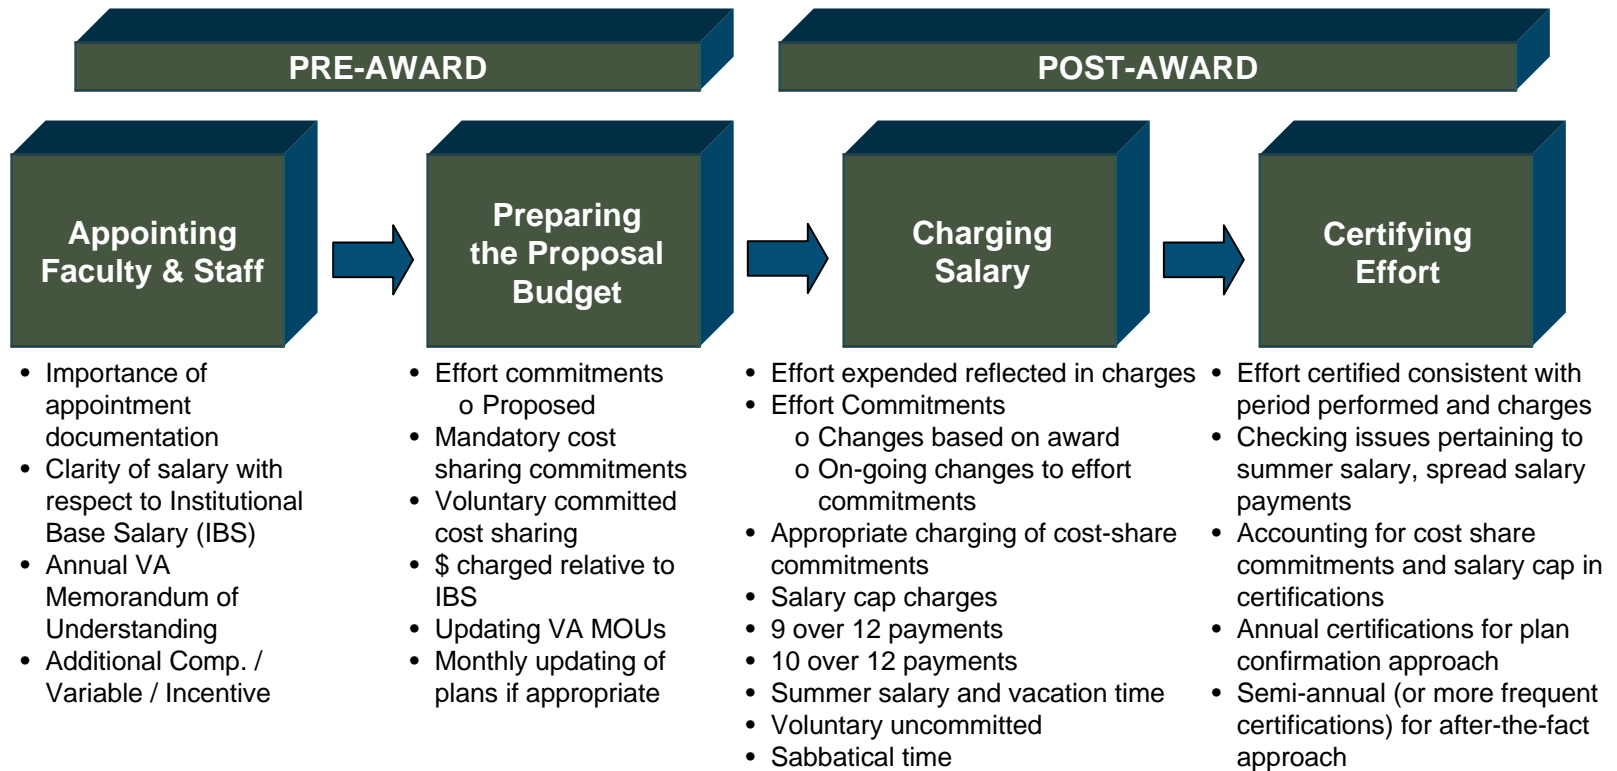 PRE-AWARD
POST-AWARD
Appointing
Faculty & Staff
Preparing
the Proposal
Budget
Charging
Salary
Certifying
Effort
• Importance of
appointment
documentation
• Clarity of salary with
respect to Institutional
Base Salary (IBS)
• Annual VA
Memorandum of
Understanding
• Additional Comp. /
Variable / Incentive
• Effort commitments
o Proposed
• Mandatory cost
sharing commitments
• Voluntary committed
cost sharing
• $ charged relative to
IBS
• Updating VA MOUs
• Monthly updating of
plans if appropriate
• Effort expended reflected in charges
• Effort Commitments
o Changes based on award
o On-going changes to effort
commitments
• Appropriate charging of cost-share
commitments
• Salary cap charges
• 9 over 12 payments
• 10 over 12 payments
• Summer salary and vacation time
• Voluntary uncommitted
• Sabbatical time
• Effort certified consistent with
period performed and charges
• Checking issues pertaining to
summer salary, spread salary
payments
• Accounting for cost share
commitments and salary cap in
certifications
• Annual certifications for plan
confirmation approach
• Semi-annual (or more frequent
certifications) for after-the-fact
approach